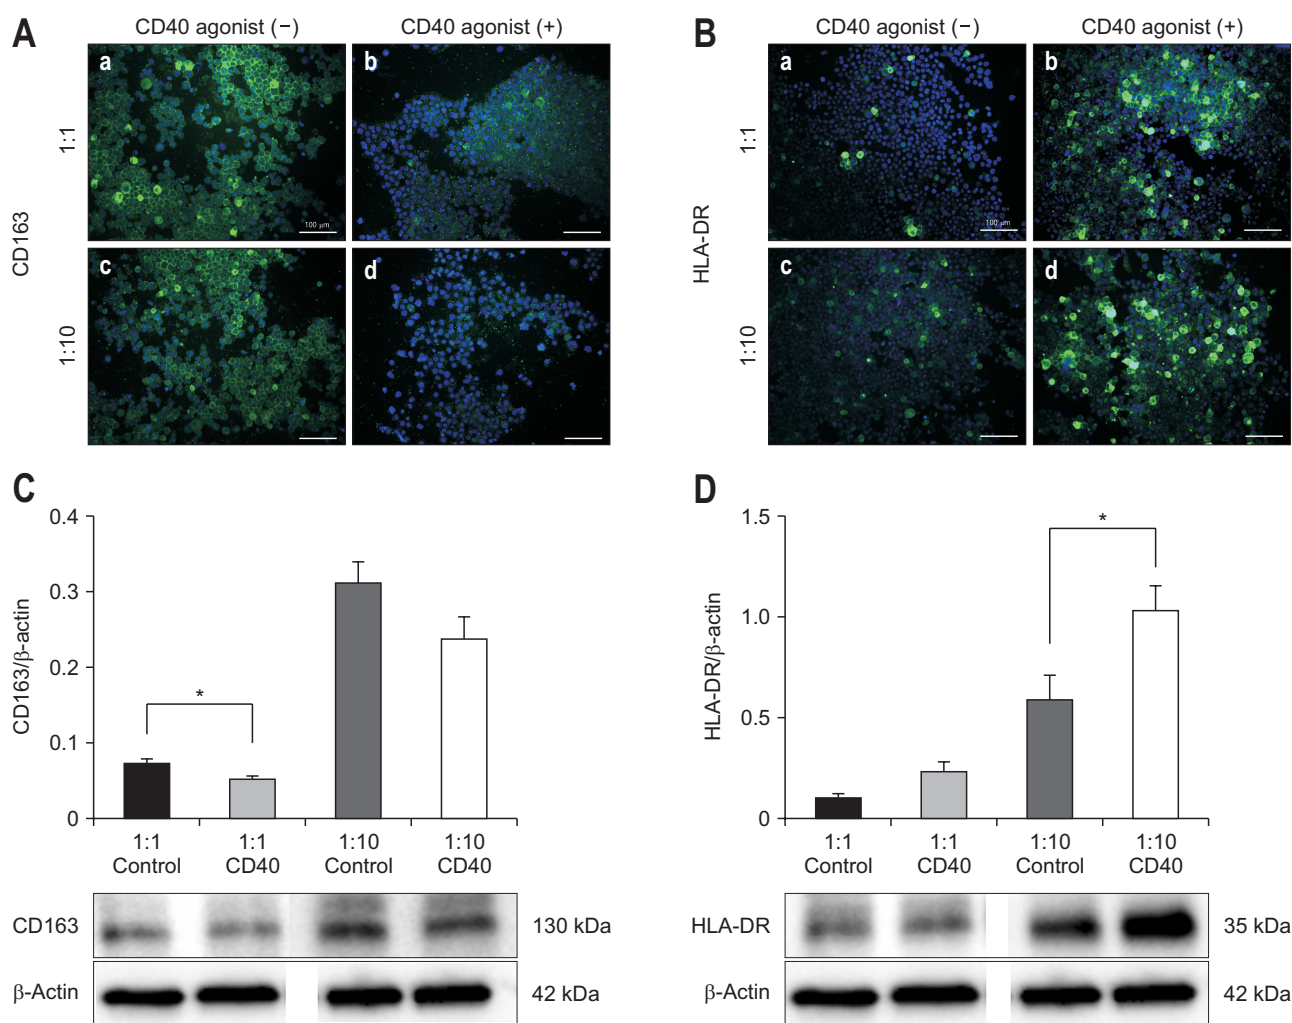 A
CD40 agonist (−)
CD40 agonist (+)
CD163
1:1
1:10
a
b
c
d
100 μm
B
CD40 agonist (−)
CD40 agonist (+)
HLA-DR
1:1
1:10
a
b
c
d
100 μm
C
CD163/β-actin
0.4
0.3
0.2
0.1
0
*
1:1 Control
1:1 CD40
1:10 Control
1:10 CD40
CD163
130 kDa
β-Actin
42 kDa
D
HLA-DR/β-actin
1.5
1.0
0.5
0
*
1:1 Control
1:1 CD40
1:10 Control
1:10 CD40
HLA-DR
35 kDa
β-Actin
42 kDa